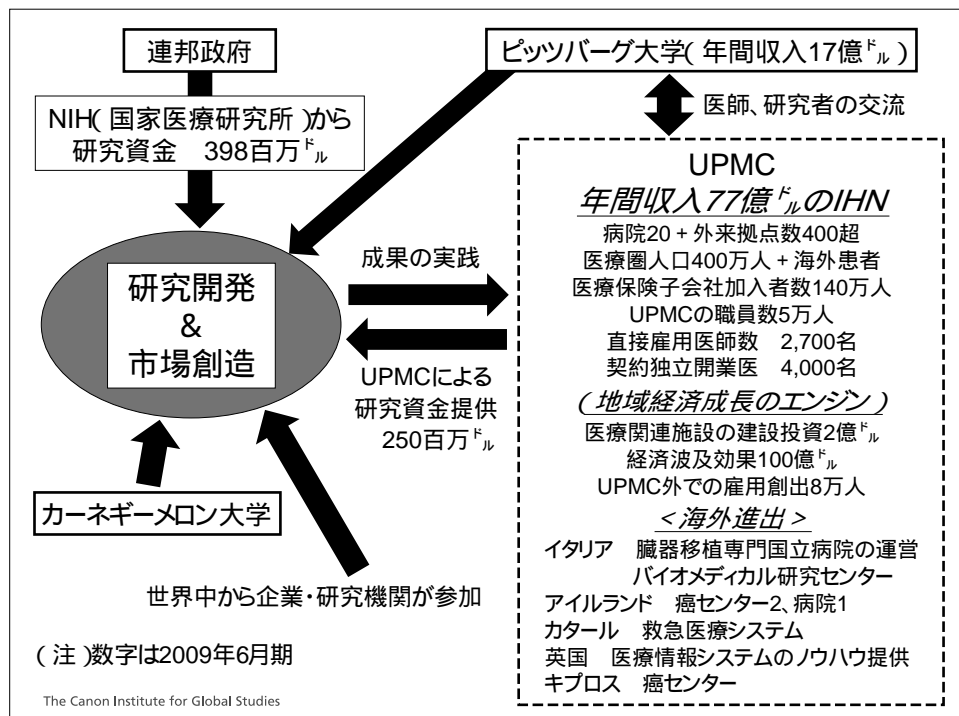 連邦政府
NIH(国家医療研究所)から
研究資金 398百万㌦
ピッツバーグ大学(年間収入17億㌦)
医師、研究者の交流
研究開発
&
市場創造
成果の実践
UPMCによる
研究資金提供
250百万㌦
カーネギーメロン大学
世界中から企業・研究機関が参加
UPMC
年間収入77億㌦のIHN
病院20 + 外来拠点数400超
医療圏人口400万人 + 海外患者
医療保険子会社加入者数140万人
UPMCの職員数5万人
直接雇用医師数 2,700名
契約独立開業医 4,000名
(地域経済成長のエンジン)
医療関連施設の建設投資2億㌦
経済波及効果100億㌦
UPMC外での雇用創出8万人
<海外進出>
イタリア 臓器移植専門国立病院の運営
バイオメディカル研究センター
アイルランド 癌センター2、病院1
カタール 救急医療システム
英国 医療情報システムのノウハウ提供
キプロス 癌センター
(注)数字は2009年6月期
The Canon Institute for Global Studies